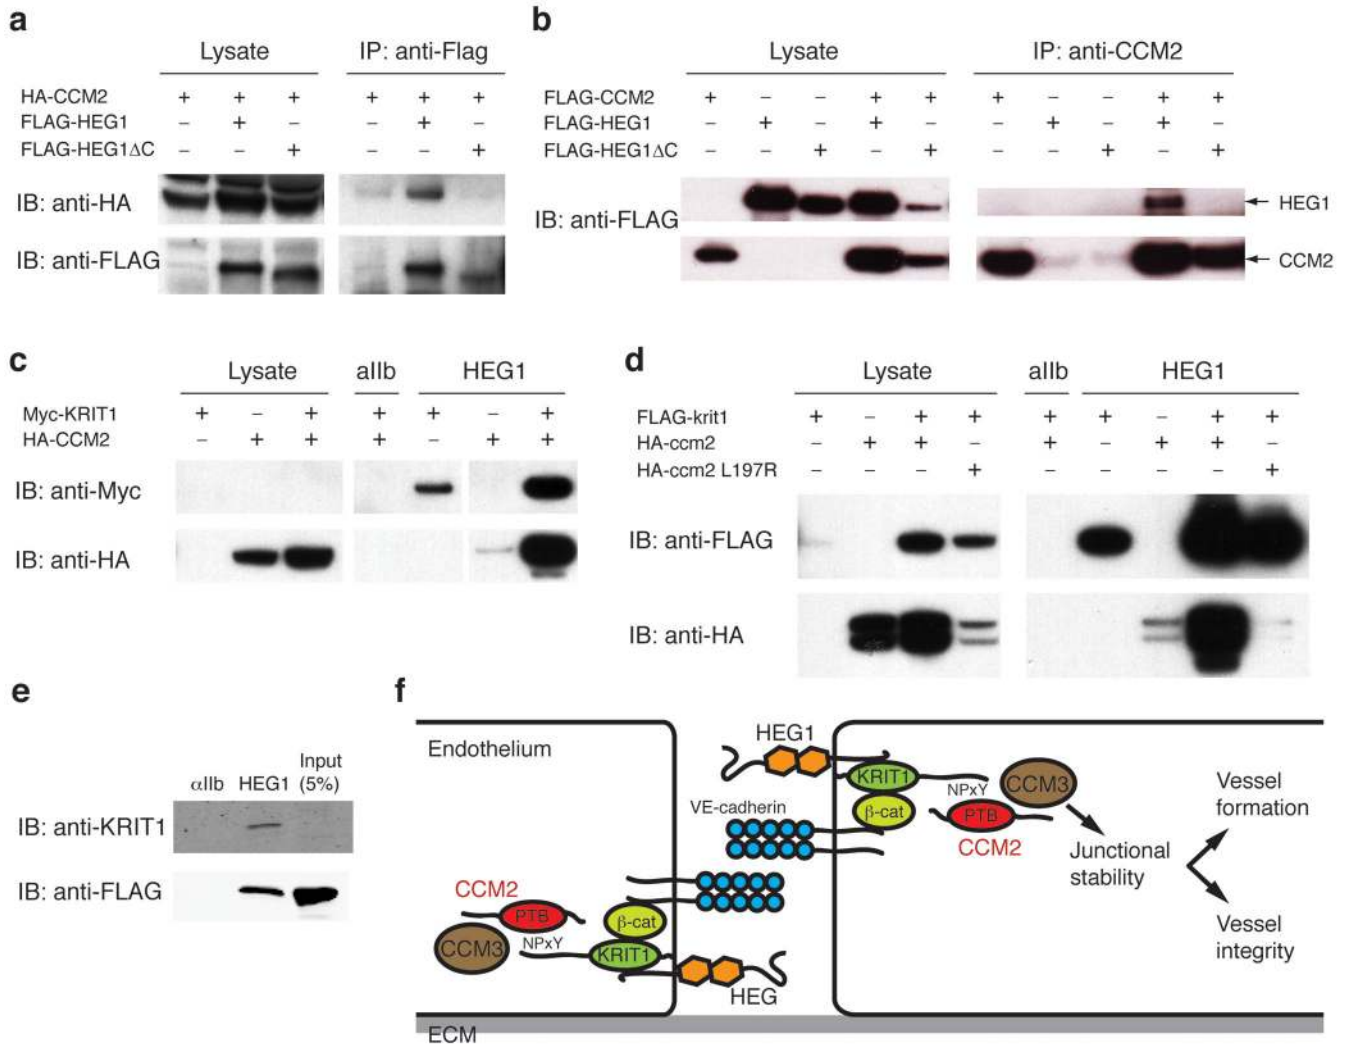 a
Lysate IP: anti-Flag
HA-CCM2 + + + + + +
FLAG-HEG1 – + – – + –
FLAG-HEG1ΔC – – + – – +
IB: anti-HA
IB: anti-FLAG
b
Lysate IP: anti-CCM2
FLAG-CCM2 + – – + + + – – + +
FLAG-HEG1 – + – + – – + – + –
FLAG-HEG1ΔC – – + – + – – + – +
IB: anti-FLAG
HEG1
CCM2
c
Lysate aIIb HEG1
Myc-KRIT1 + – + + + – +
HA-CCM2 – + + + – + +
IB: anti-Myc
IB: anti-HA
d
Lysate aIIb HEG1
FLAG-krit1 + – + + + + – + +
HA-ccm2 – + + – + – + + –
HA-ccm2 L197R – – – + – – – – +
IB: anti-FLAG
IB: anti-HA
e
αIIb HEG1 Input
(5%)
IB: anti-KRIT1
IB: anti-FLAG
f
Endothelium
HEG1
KRIT1
NPxY
CCM3
VE-cadherin
β-cat
PTB
CCM2
Junctional
stability
Vessel
formation
Vessel
integrity
CCM2
PTB
β-cat
CCM3
NPxY
KRIT1
HEG
ECM